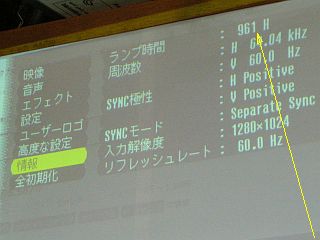 映像
音声
エフェクト
設定
ユーザーロゴ
高度な設定
情報
全初期化
ランプ時間 : 961 H
周波数 : H 64.04 kHz
: V 60.0 Hz
SYNC極性 : H Positive
: V Positive
SYNCモード : Separate Sync
入力解像度 : 1280×1024
リフレッシュレート : 60.0 Hz